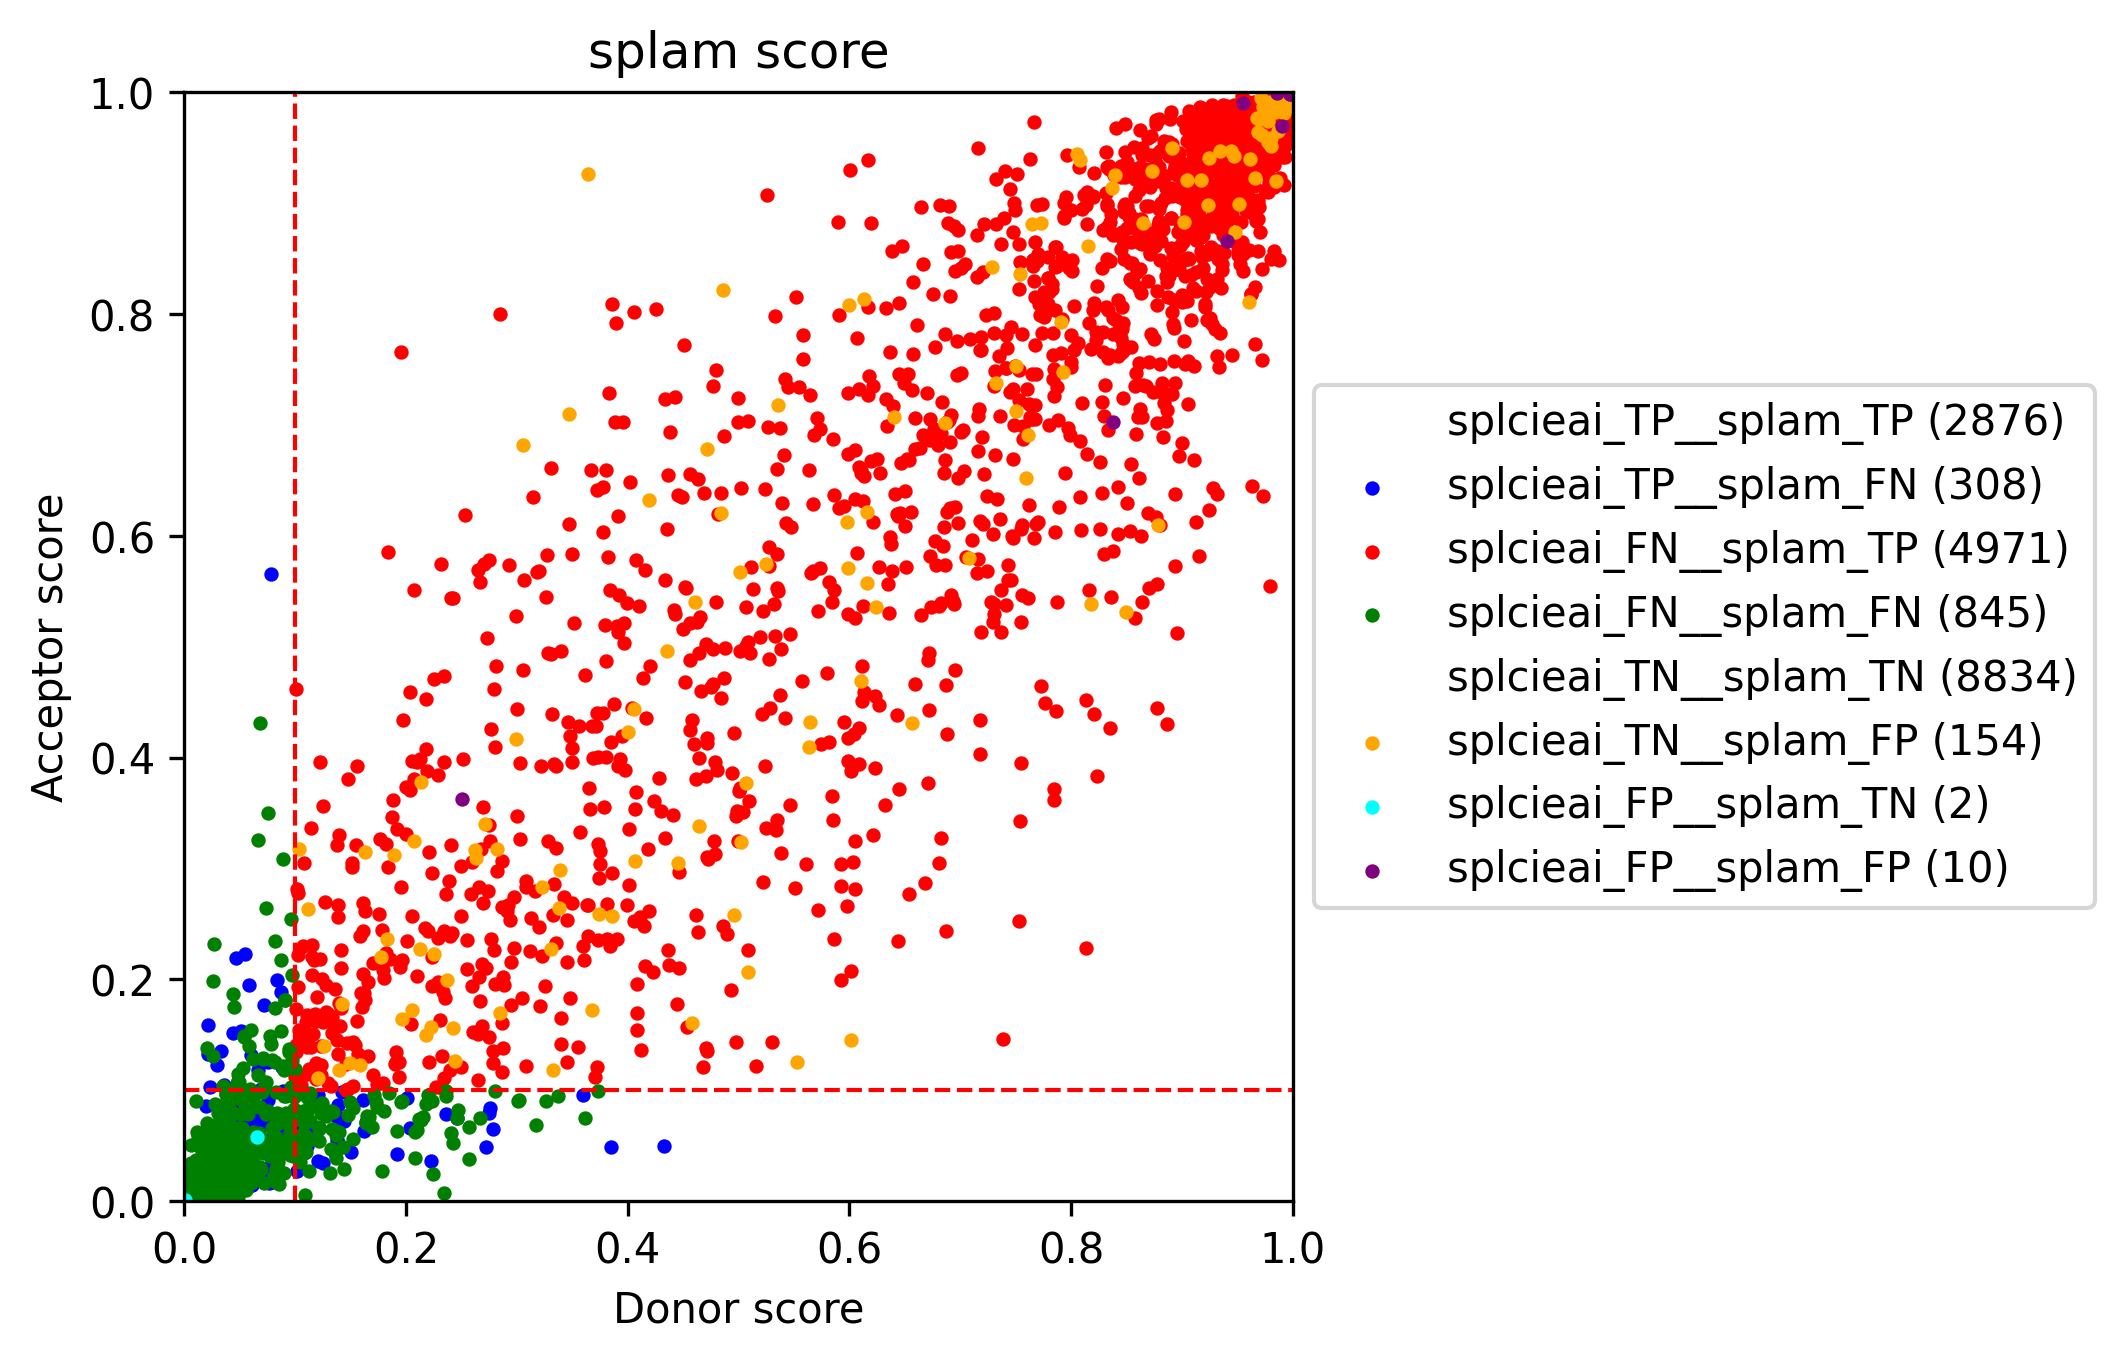 splam score
1.0
0.8
0.6
0.4
0.2
0.0
Acceptor score
0.0 0.2 0.4 0.6 0.8 1.0
Donor score
splcieai_TP__splam_TP (2876)
splcieai_TP__splam_FN (308)
splcieai_FN__splam_TP (4971)
splcieai_FN__splam_FN (845)
splcieai_TN__splam_TN (8834)
splcieai_TN__splam_FP (154)
splcieai_FP__splam_TN (2)
splcieai_FP__splam_FP (10)